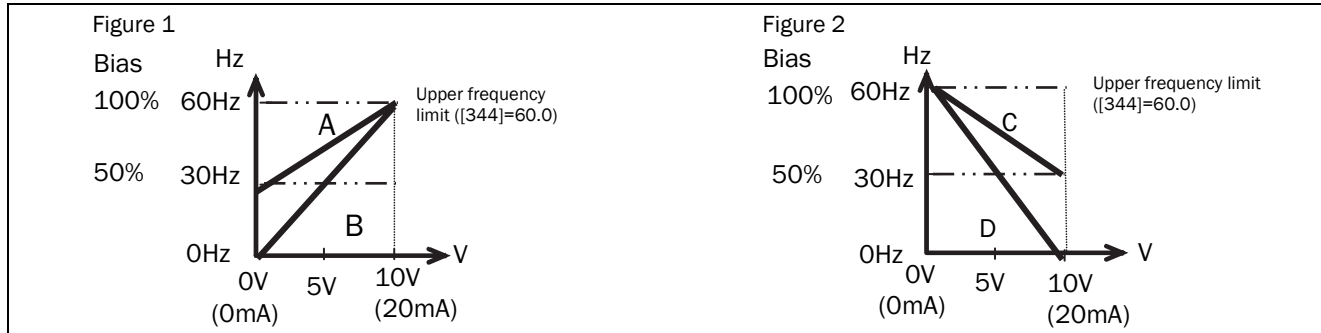 Figure 1
Bias
Hz
100%
60Hz
A
Upper frequency
limit ([344]=60.0)
50%
30Hz
B
0Hz
V
0V
(0mA)
5V
10V
(20mA)
Figure 2
Bias
Hz
100%
60Hz
C
Upper frequency limit
([344]=60.0)
50%
30Hz
D
0Hz
V
0V
(0mA)
5V
10V
(20mA)